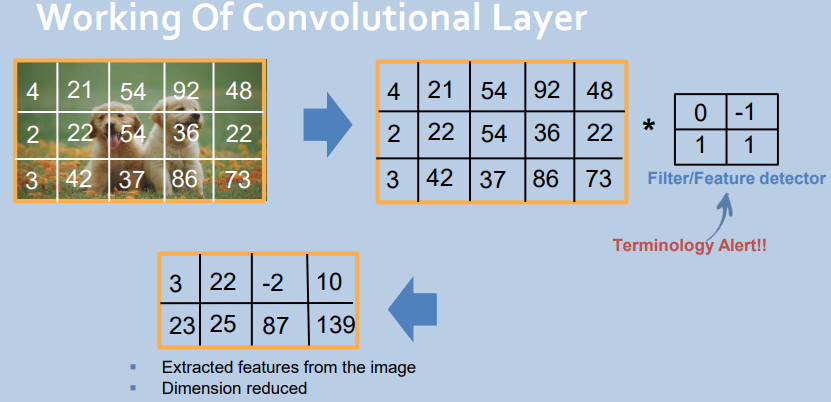 Working Of Convolutional Layer
4 21 54 92 48
2 22 54 36 22
3 42 37 86 73
4 21 54 92 48
2 22 54 36 22
3 42 37 86 73
*
0 -1
1 1
Filter/Feature detector
Terminology Alert!!
3 22 -2 10
23 25 87 139
▪ Extracted features from the image
▪ Dimension reduced